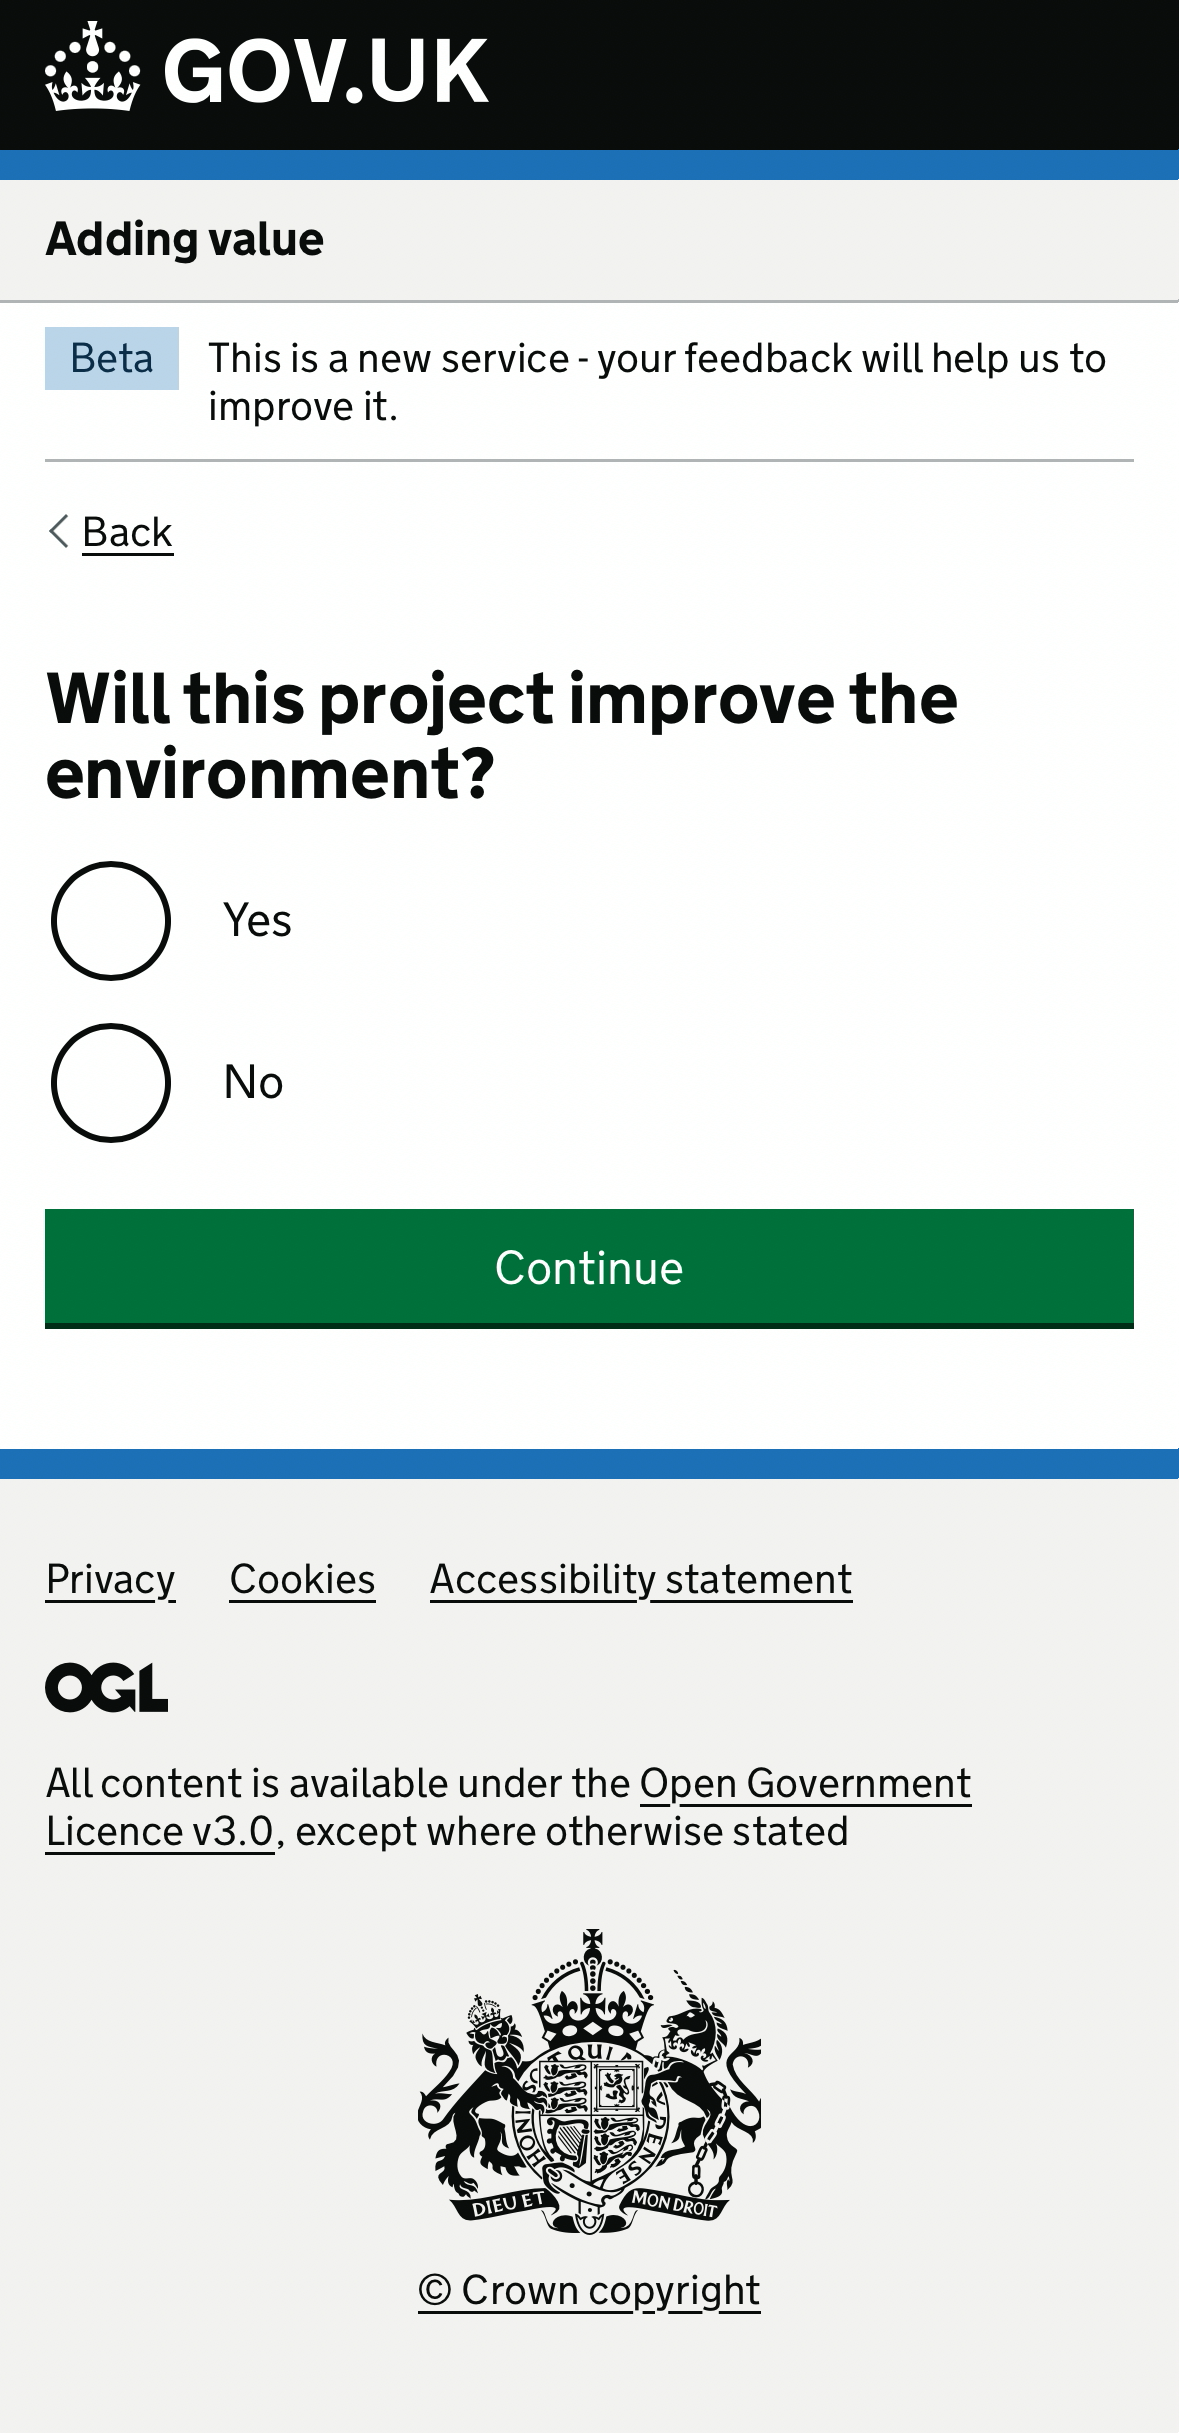 GOV.UK
Adding value
Beta
This is a new service - your feedback will help us to
improve it.
Back
Will this project improve the
environment?
Yes
No
Continue
Privacy
Cookies
Accessibility statement
OGL
All content is available under the Open Government
Licence v3.0, except where otherwise stated
DIEU ET
MON DROIT
© Crown copyright